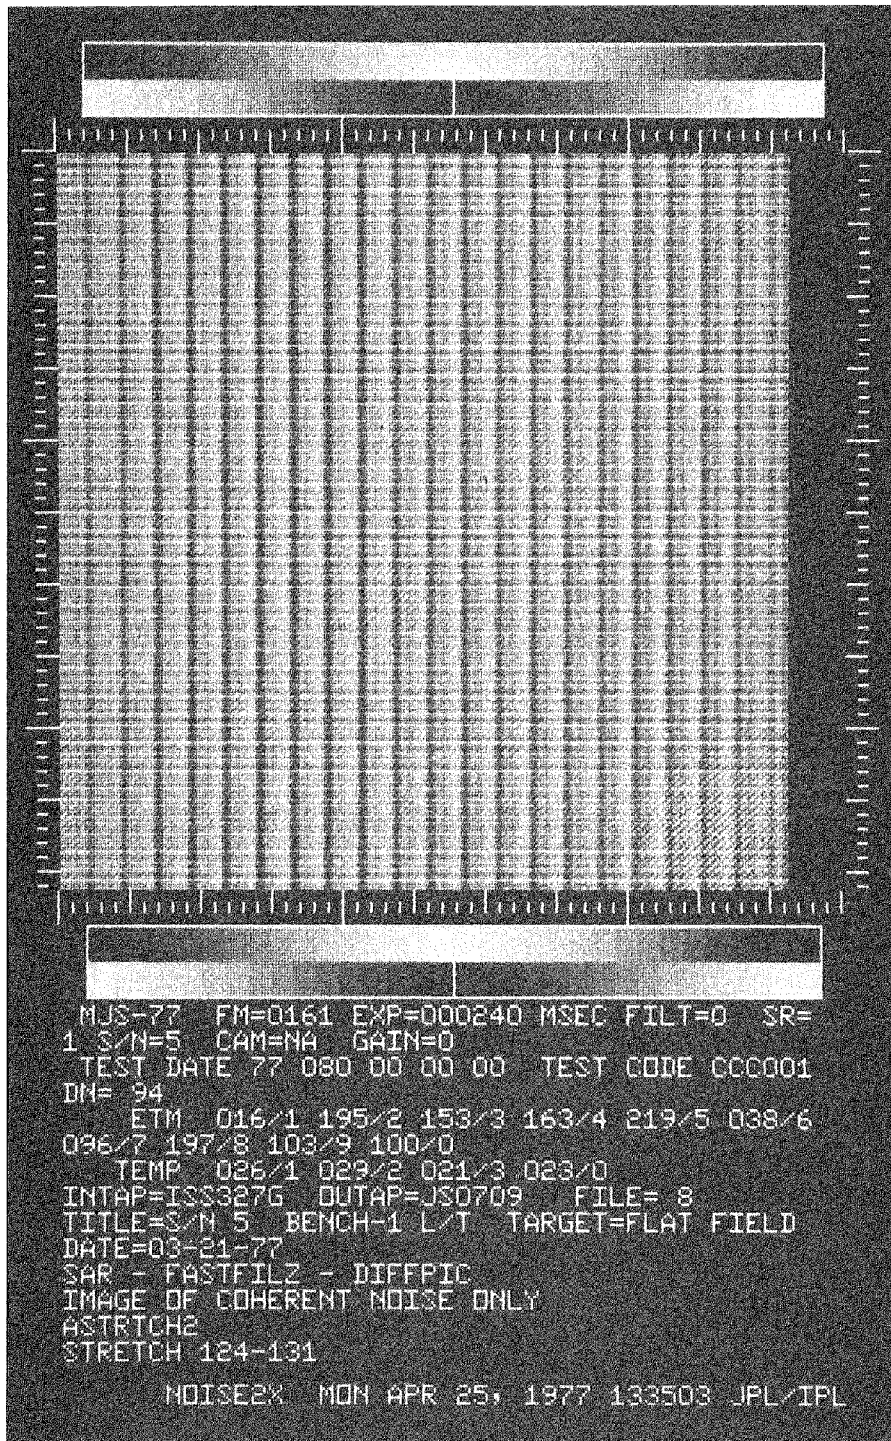 MJS-77 FM=0161 EXP=000240 MSEC FILT=0 SR=
1 S/N=5 CAM=NA GAIN=0
TEST DATE 77 080 00 00 00 TEST CODE CCC001
DN= 94
ETM 016/1 195/2 153/3 163/4 219/5 038/6
096/7 197/8 103/9 100/0
TEMP 026/1 029/2 021/3 023/0
INTAP=ISS327G OUTAP=JS0709 FILE= 8
TITLE=S/N 5 BENCH-1 L/T TARGET=FLAT FIELD
DATE=03-21-77
SAR - FASTFILZ - DIFFPIC
IMAGE OF COHERENT NOISE ONLY
ASTRTCH2
STRETCH 124-131
NOISE2% MON APR 25, 1977 133503 JPL/IPL